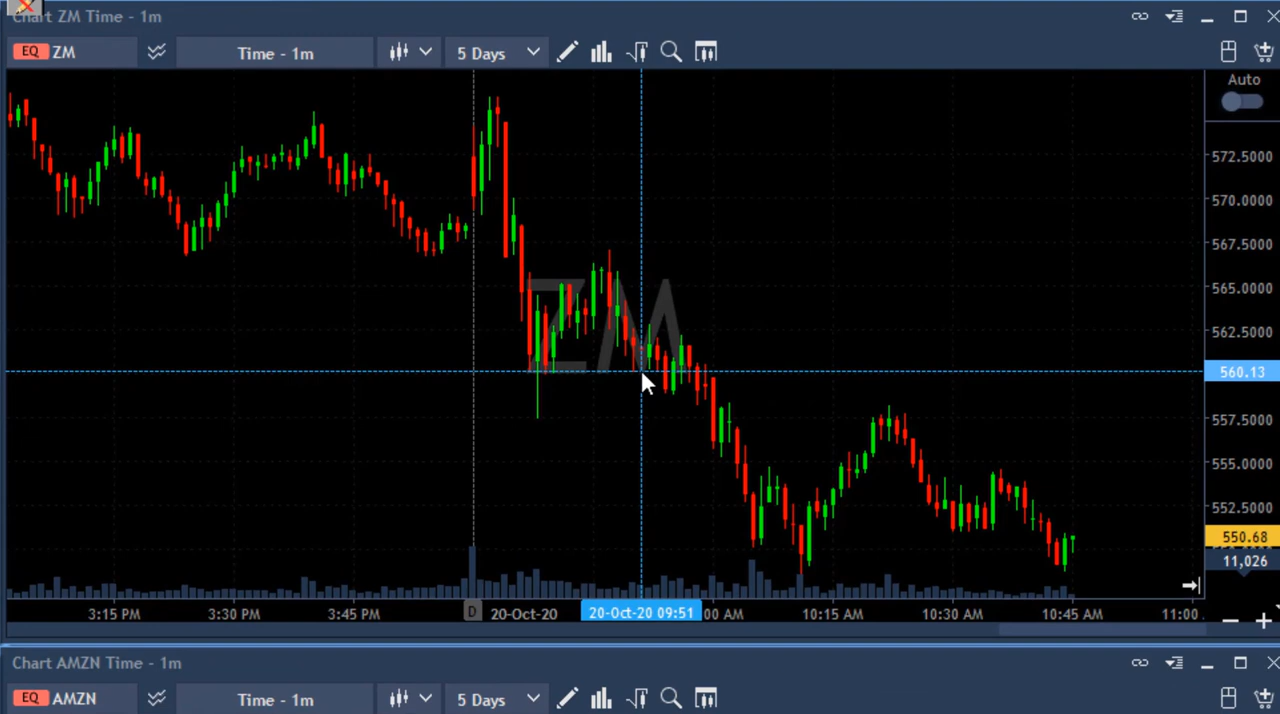 Chart ZM Time - 1m
EQ ZM Time - 1m 5 Days
Auto
572.5000
570.0000
567.5000
565.0000
ZM
562.5000
560.13
557.5000
555.0000
552.5000
550.68
11,026
3:15 PM 3:30 PM 3:45 PM D 20-Oct-20 20-Oct-20 09:51 00 AM 10:15 AM 10:30 AM 10:45 AM 11:00
Chart AMZN Time - 1m
EQ AMZN Time - 1m 5 Days